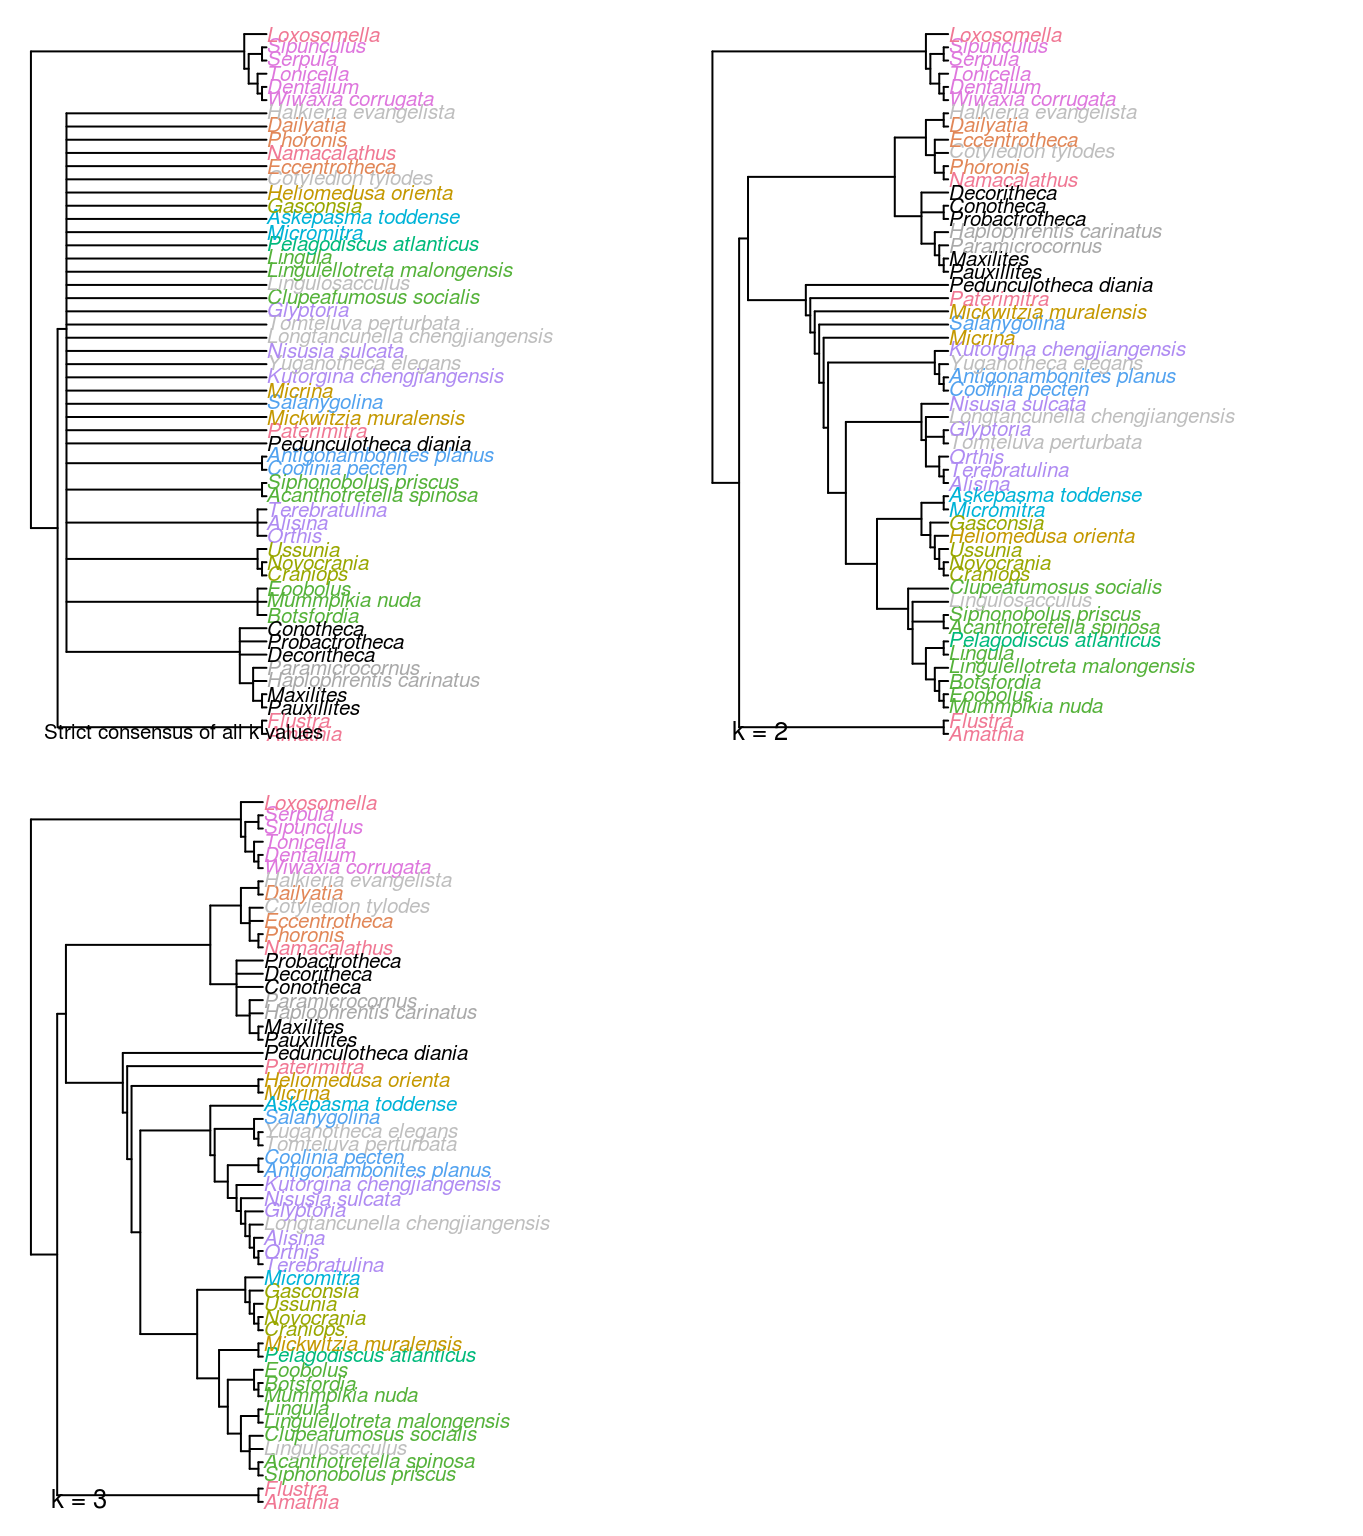 Loxosomella
Sipunculus
Serpula
Tonicella
Dentalium
Wiwaxia corrugata
Halkieria evangelista
Dailyatia
Phoronis
Namacalathus
Eccentrotheca
Cotyledion tylodes
Heliomedusa orienta
Gasconsia
Askepasma toddense
Micromitra
Pelagodiscus atlanticus
Lingula
Lingulellotreta malongensis
Lingulosacculus
Clupeafumosus socialis
Glyptoria
Tomteluva perturbata
Longtancunella chengjiangensis
Nisusia sulcata
Yuganotheca elegans
Kutorgina chengjiangensis
Micrina
Salanygolina
Mickwitzia muralensis
Paterimitra
Pedunculotheca diania
Antigonambonites planus
Coolinia pecten
Siphonobolus priscus
Acanthotretella spinosa
Terebratulina
Alisina
Orthis
Ussunia
Novocrania
Craniops
Eoobolus
Mummpikia nuda
Botsfordia
Conotheca
Probactrotheca
Decoritheca
Paramicrocornus
Haplophrentis carinatus
Maxilites
Pauxillites
Flustra
Amathia
Strict consensus of all k values
Loxosomella
Sipunculus
Serpula
Tonicella
Dentalium
Wiwaxia corrugata
Halkieria evangelista
Dailyatia
Eccentrotheca
Cotyledion tylodes
Phoronis
Namacalathus
Decoritheca
Conotheca
Probactrotheca
Haplophrentis carinatus
Paramicrocornus
Maxilites
Pauxillites
Pedunculotheca diania
Paterimitra
Mickwitzia muralensis
Salanygolina
Micrina
Kutorgina chengjiangensis
Yuganotheca elegans
Antigonambonites planus
Coolinia pecten
Nisusia sulcata
Longtancunella chengjiangensis
Glyptoria
Tomteluva perturbata
Orthis
Terebratulina
Alisina
Askepasma toddense
Micromitra
Gasconsia
Heliomedusa orienta
Ussunia
Novocrania
Craniops
Clupeafumosus socialis
Lingulosacculus
Siphonobolus priscus
Acanthotretella spinosa
Pelagodiscus atlanticus
Lingula
Lingulellotreta malongensis
Botsfordia
Eoobolus
Mummpikia nuda
Flustra
Amathia
k = 2
Loxosomella
Serpula
Sipunculus
Tonicella
Dentalium
Wiwaxia corrugata
Halkieria evangelista
Dailyatia
Cotyledion tylodes
Eccentrotheca
Phoronis
Namacalathus
Probactrotheca
Decoritheca
Conotheca
Paramicrocornus
Haplophrentis carinatus
Maxilites
Pauxillites
Pedunculotheca diania
Paterimitra
Heliomedusa orienta
Micrina
Askepasma toddense
Salanygolina
Yuganotheca elegans
Tomteluva perturbata
Coolinia pecten
Antigonambonites planus
Kutorgina chengjiangensis
Nisusia sulcata
Glyptoria
Longtancunella chengjiangensis
Alisina
Orthis
Terebratulina
Micromitra
Gasconsia
Ussunia
Novocrania
Craniops
Mickwitzia muralensis
Pelagodiscus atlanticus
Eoobolus
Botsfordia
Mummpikia nuda
Lingula
Lingulellotreta malongensis
Clupeafumosus socialis
Lingulosacculus
Acanthotretella spinosa
Siphonobolus priscus
Flustra
Amathia
k = 3